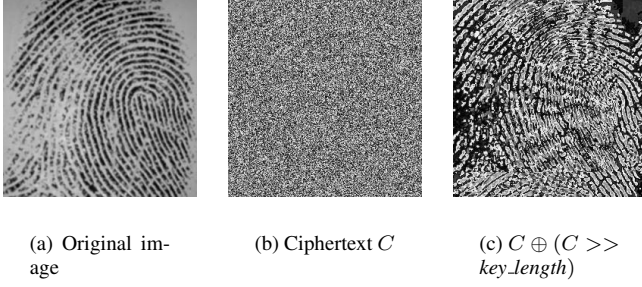 (a) Original im-
age
(b) Ciphertext C
(c) C ⊕ (C >>
key_length)